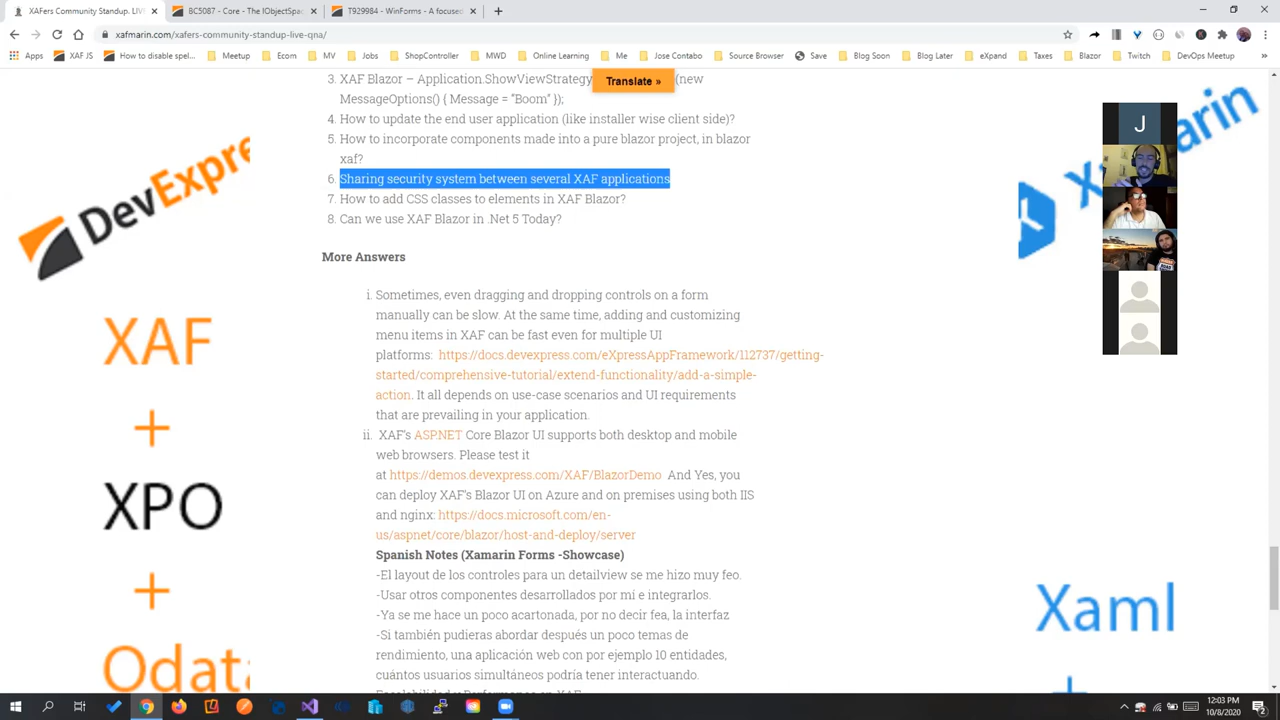 XAFers Community Standup. LIVE
BC5087 - Core - The IObjectSpac
T929984 - WinForms - A focused
xafmarin.com/xafers-community-standup-live-qna/
Apps
XAF JS
How to disable spel...
Meetup
Ecorn
MV
Jobs
ShopController
MWD
Online Learning
Me
Jose Contabo
Source Browser
Save
Blog Soon
Blog Later
eXpand
Taxes
Blazor
Twitch
DevOps Meetup
3. XAF Blazor – Application.ShowViewStrategy (new
MessageOptions() { Message = "Boom" });
Translate »
4. How to update the end user application (like installer wise client side)?
5. How to incorporate components made into a pure blazor project, in blazor
xaf?
6. Sharing security system between several XAF applications
7. How to add CSS classes to elements in XAF Blazor?
8. Can we use XAF Blazor in .Net 5 Today?
More Answers
i. Sometimes, even dragging and dropping controls on a form
manually can be slow. At the same time, adding and customizing
menu items in XAF can be fast even for multiple UI
platforms: https://docs.devexpress.com/eXpressAppFramework/112737/getting-
started/comprehensive-tutorial/extend-functionality/add-a-simple-
action. It all depends on use-case scenarios and UI requirements
that are prevailing in your application.
ii. XAF's ASP.NET Core Blazor UI supports both desktop and mobile
web browsers. Please test it
at https://demos.devexpress.com/XAF/BlazorDemo And Yes, you
can deploy XAF's Blazor UI on Azure and on premises using both IIS
and nginx: https://docs.microsoft.com/en-
us/aspnet/core/blazor/host-and-deploy/server
Spanish Notes (Xamarin Forms -Showcase)
-El layout de los controles para un detailview se me hizo muy feo.
-Usar otros componentes desarrollados por mi e integrarlos.
-Ya se me hace un poco acartonada, por no decir fea, la interfaz
-Si también pudieras abordar después un poco temas de
rendimiento, una aplicación web con por ejemplo 10 entidades,
cuántos usuarios simultáneos podría tener interactuando.
DevExpre
XAF
+
XPO
+
Odata
X
arin
Xaml
+
J
12:03 PM
10/8/2020
2